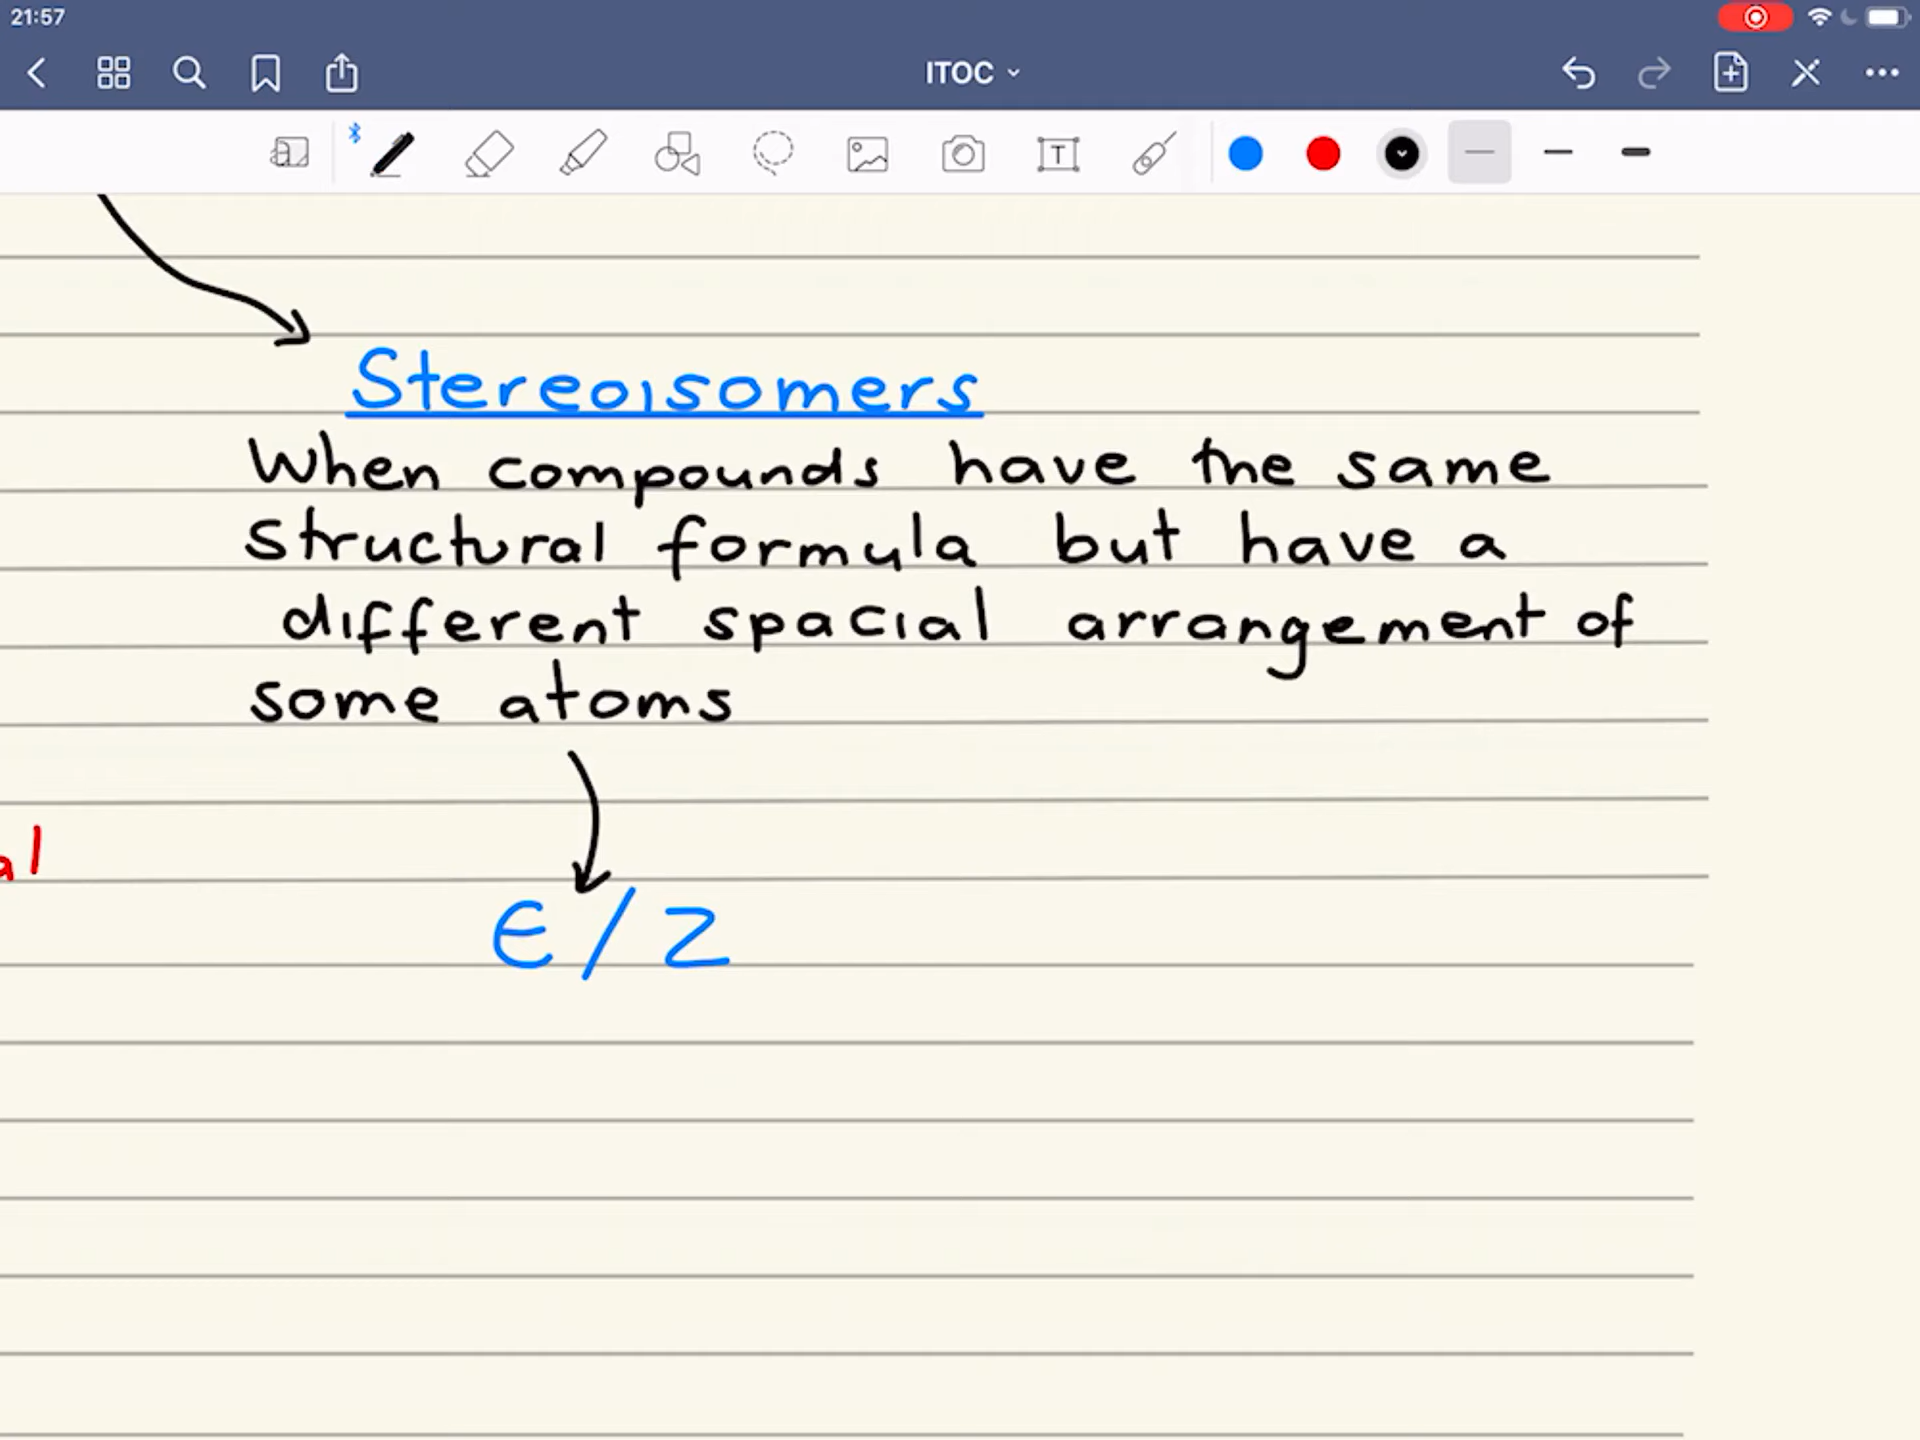 21:57
ITOC
Stereoisomers
When compounds have the same
structural formula but have a
different spacial arrangement of
some atoms
al
E/Z